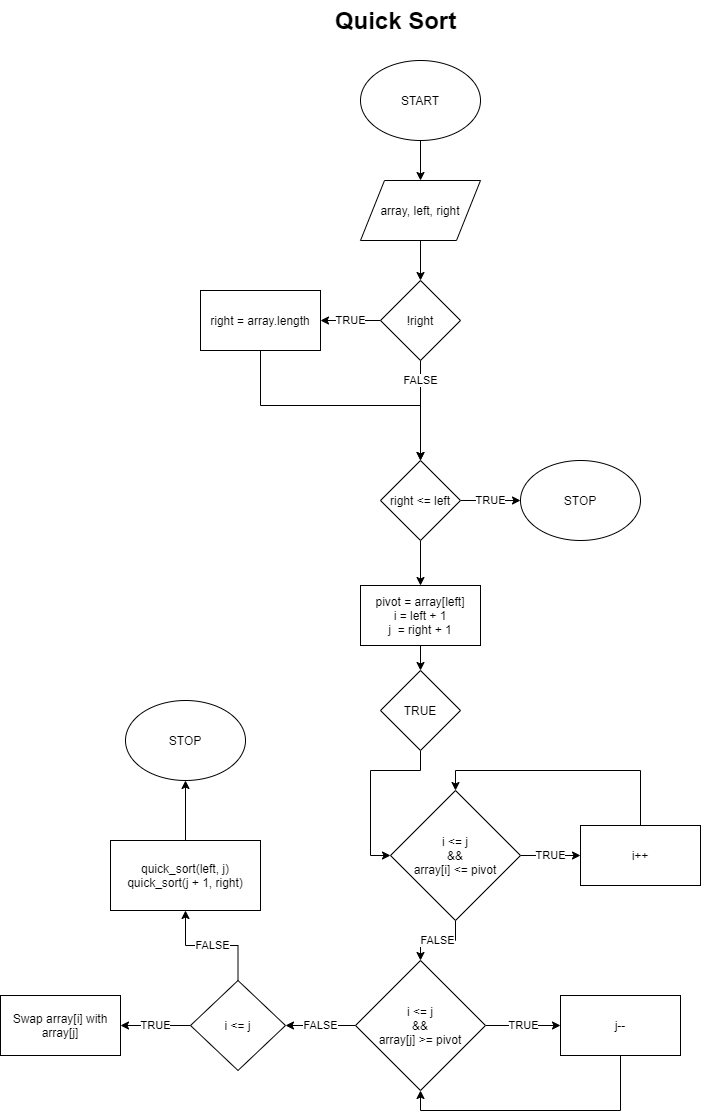 Quick Sort
START
array, left, right
right = array.length
TRUE
!right
FALSE
right <= left
TRUE
STOP
pivot = array[left]
i = left + 1
j  = right + 1
TRUE
STOP
i <= j
&&
array[i] <= pivot
TRUE
i++
quick_sort(left, j)
quick_sort(j + 1, right)
FALSE
FALSE
Swap array[i] with
array[j]
TRUE
i <= j
FALSE
i <= j
&&
array[j] >= pivot
TRUE
j--